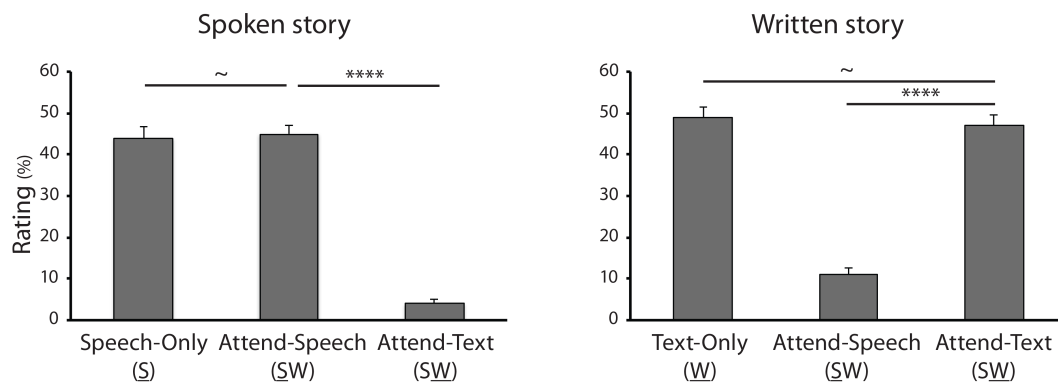 Spoken story
Written story
60
50
40
30
20
10
0
Rating (%)
~
****
Speech-Only Attend-Speech Attend-Text
(S) (SW) (SW)
60
50
40
30
20
10
0
~
****
Text-Only Attend-Speech Attend-Text
(W) (SW) (SW)